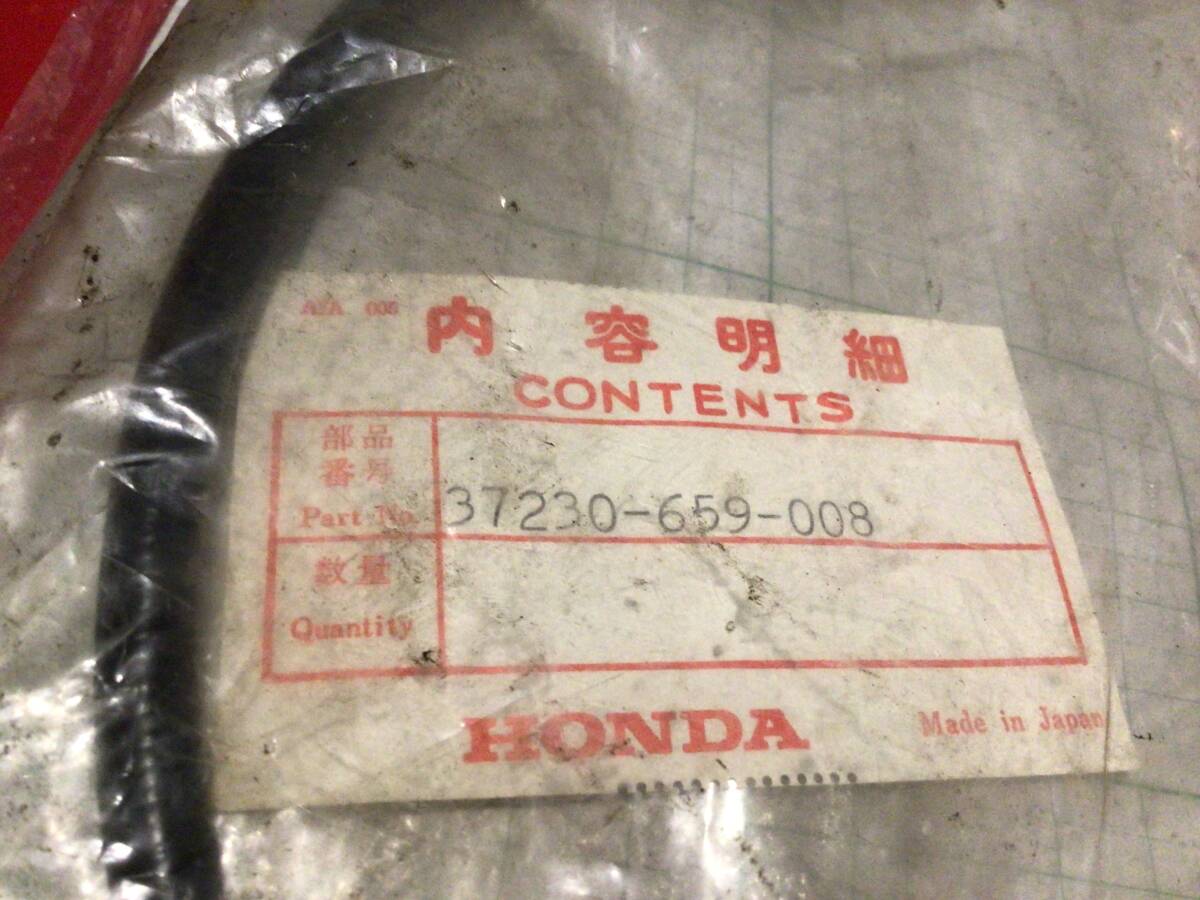 内容明細
CONTENTS
部品
番号
Part No.
37230-659-008
数量
Quantity
HONDA
Made in Japan